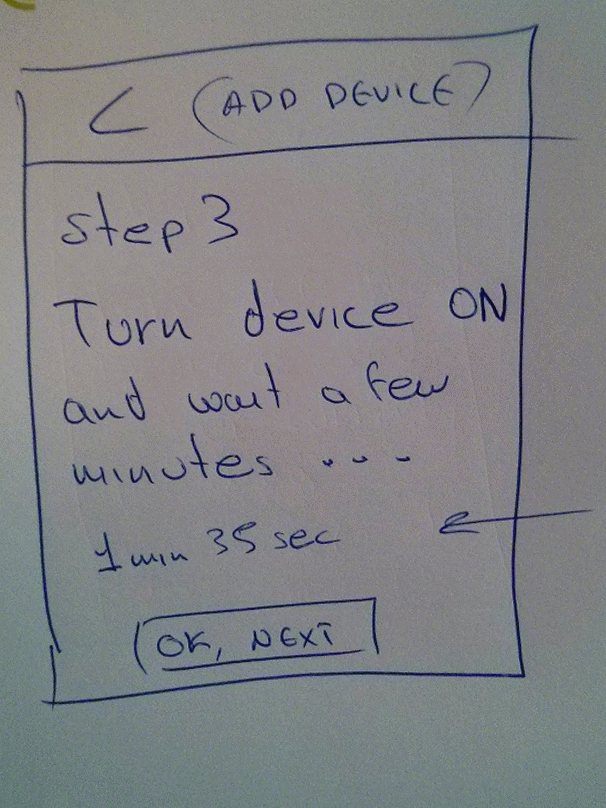 < (ADD DEVICE)
step 3
Turn device ON
and wait a few
minutes ...
1 min 35 sec
OK, NEXT